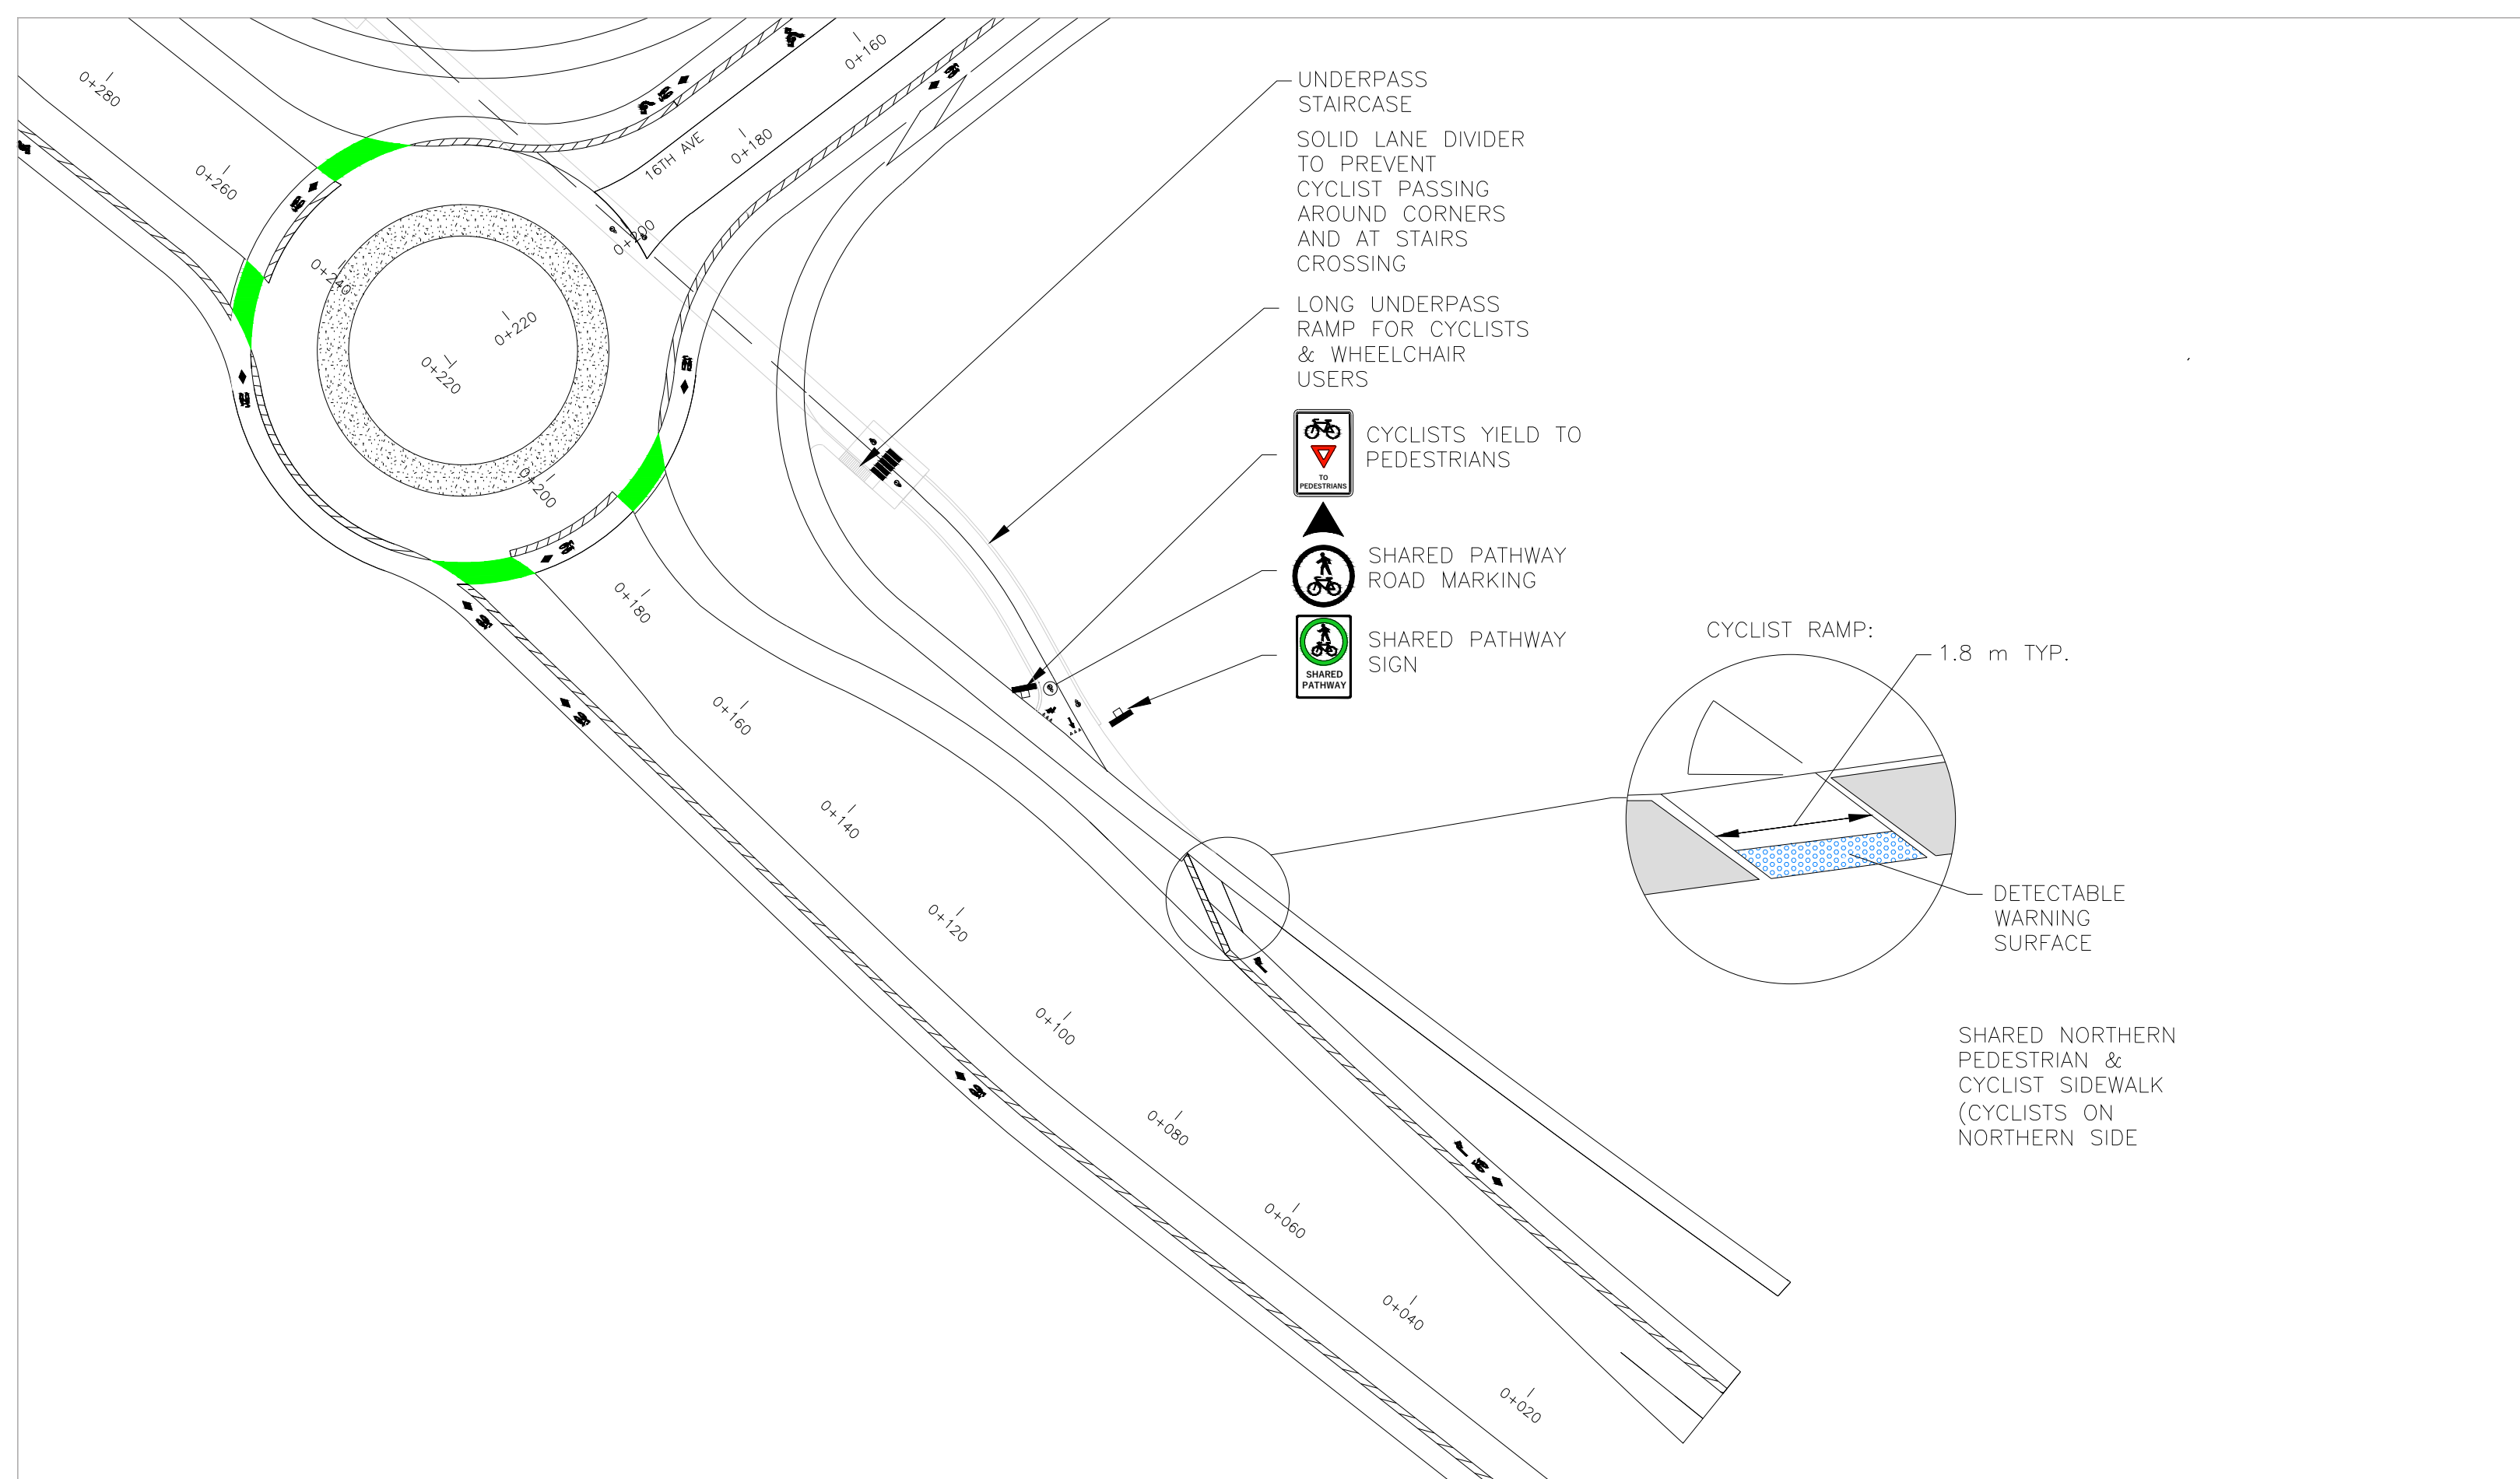 0+280
0+260
0+240
0+220
0+220
0+200
0+200
16TH AVE
0+180
0+160
0+180
0+160
0+140
0+120
0+100
0+080
0+060
0+040
0+020
UNDERPASS
STAIRCASE
SOLID LANE DIVIDER
TO PREVENT
CYCLIST PASSING
AROUND CORNERS
AND AT STAIRS
CROSSING
LONG UNDERPASS
RAMP FOR CYCLISTS
& WHEELCHAIR
USERS
TO
PEDESTRIANS
CYCLISTS YIELD TO
PEDESTRIANS
SHARED PATHWAY
ROAD MARKING
SHARED
PATHWAY
SHARED PATHWAY
SIGN
CYCLIST RAMP:
1.8 m TYP.
DETECTABLE
WARNING
SURFACE
SHARED NORTHERN
PEDESTRIAN &
CYCLIST SIDEWALK
(CYCLISTS ON
NORTHERN SIDE